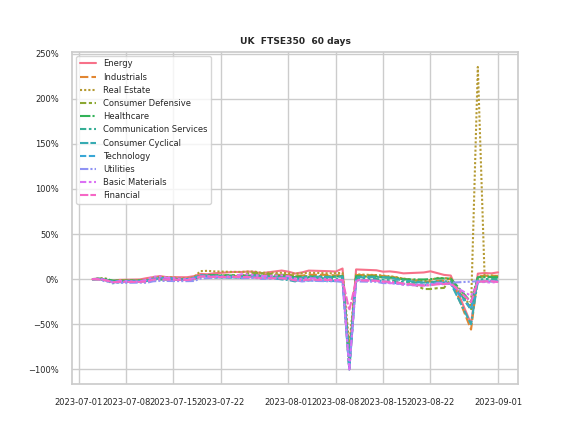 UK FTSE350 60 days
250%
200%
150%
100%
50%
0%
−50%
−100%
Energy
Industrials
Real Estate
Consumer Defensive
Healthcare
Communication Services
Consumer Cyclical
Technology
Utilities
Basic Materials
Financial
2023-07-01 2023-07-08 2023-07-15 2023-07-22 2023-08-01 2023-08-08 2023-08-15 2023-08-22 2023-09-01